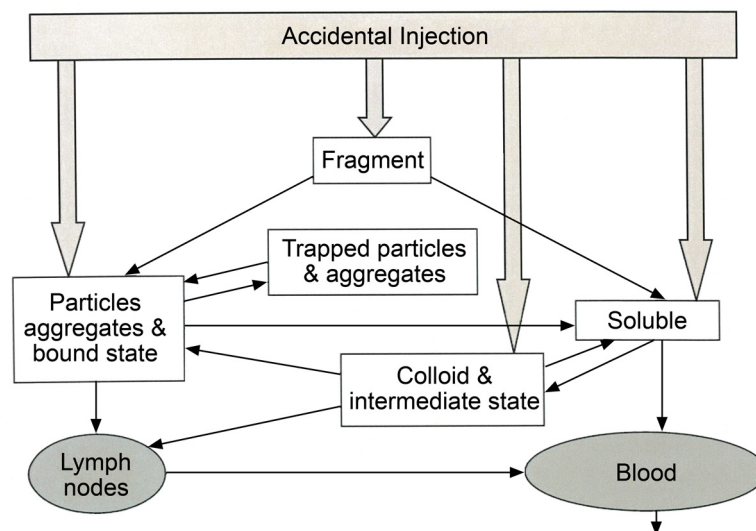 Accidental Injection
Fragment
Trapped particles
& aggregates
Particles
aggregates &
bound state
Soluble
Colloid &
intermediate state
Lymph
nodes
Blood